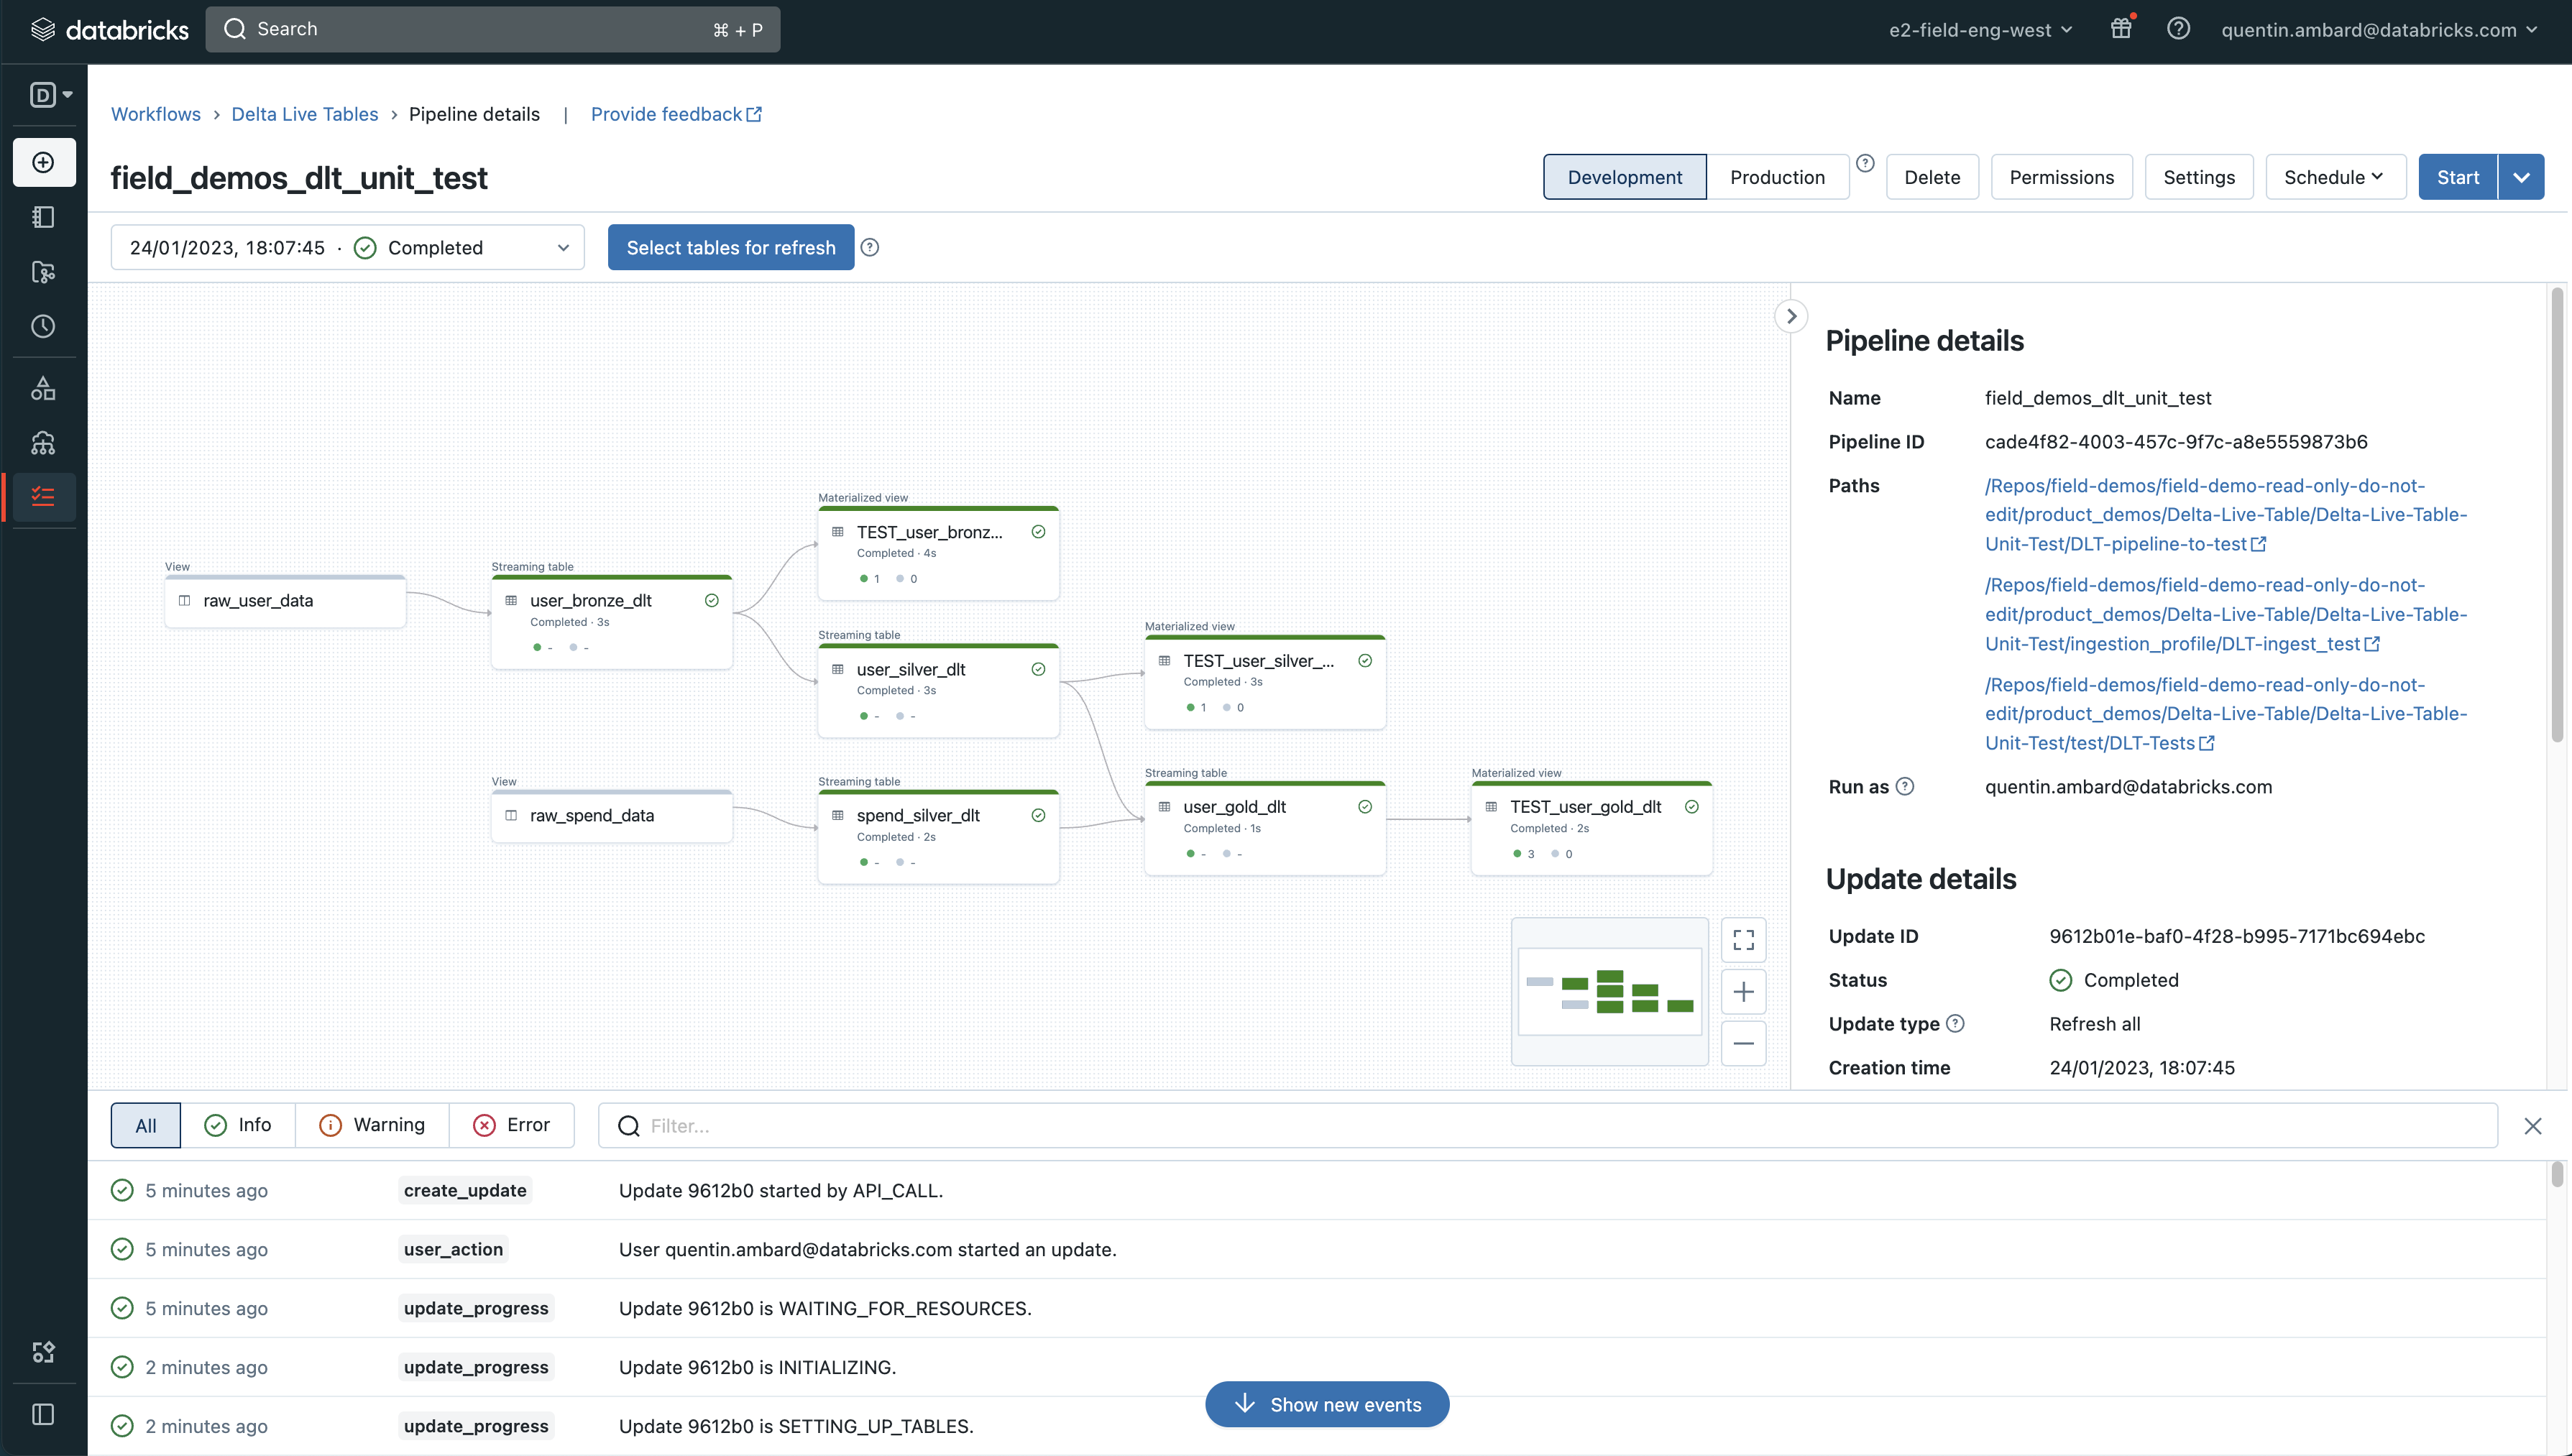 databricks
Search
⌘ + P
e2-field-eng-west
quentin.ambard@databricks.com
D
Workflows > Delta Live Tables > Pipeline details | Provide feedback
field_demos_dlt_unit_test
Development
Production
Delete
Permissions
Settings
Schedule
Start
24/01/2023, 18:07:45 · Completed
Select tables for refresh
View
raw_user_data
Streaming table
user_bronze_dlt
Completed · 3s
- -
Materialized view
TEST_user_bronz...
Completed · 4s
1 0
Streaming table
user_silver_dlt
Completed · 3s
- -
Materialized view
TEST_user_silver_...
Completed · 3s
1 0
View
raw_spend_data
Streaming table
spend_silver_dlt
Completed · 2s
- -
Streaming table
user_gold_dlt
Completed · 1s
- -
Materialized view
TEST_user_gold_dlt
Completed · 2s
3 0
Pipeline details
Name field_demos_dlt_unit_test
Pipeline ID cade4f82-4003-457c-9f7c-a8e5559873b6
Paths /Repos/field-demos/field-demo-read-only-do-not-
edit/product_demos/Delta-Live-Table/Delta-Live-Table-
Unit-Test/DLT-pipeline-to-test
/Repos/field-demos/field-demo-read-only-do-not-
edit/product_demos/Delta-Live-Table/Delta-Live-Table-
Unit-Test/ingestion_profile/DLT-ingest_test
/Repos/field-demos/field-demo-read-only-do-not-
edit/product_demos/Delta-Live-Table/Delta-Live-Table-
Unit-Test/test/DLT-Tests
Run as quentin.ambard@databricks.com
Update details
Update ID 9612b01e-baf0-4f28-b995-7171bc694ebc
Status Completed
Update type Refresh all
Creation time 24/01/2023, 18:07:45
All
Info
Warning
Error
Filter...
5 minutes ago create_update Update 9612b0 started by API_CALL.
5 minutes ago user_action User quentin.ambard@databricks.com started an update.
5 minutes ago update_progress Update 9612b0 is WAITING_FOR_RESOURCES.
2 minutes ago update_progress Update 9612b0 is INITIALIZING.
2 minutes ago update_progress Update 9612b0 is SETTING_UP_TABLES.
Show new events